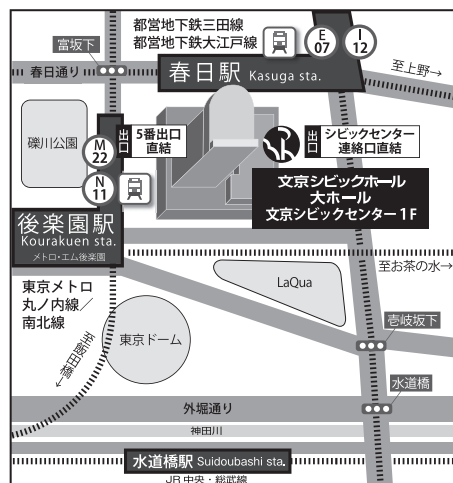 都営地下鉄三田線
都営地下鉄大江戸線
E
07
I
12
富坂下
春日通り
春日駅 Kasuga sta.
至上野→
礫川公園
M
22
出口
5番出口
直結
出口
シビックセンター
連絡口直結
N
11
文京シビックホール
大ホール
文京シビックセンター1F
後楽園駅
Kourakuen sta.
メトロ・エム後楽園
至お茶の水→
東京メトロ
丸ノ内線／
南北線
LaQua
至飯田橋→
東京ドーム
壱岐坂下
外堀通り
水道橋
神田川
水道橋駅 Suidoubashi sta.
JR中央・総武線